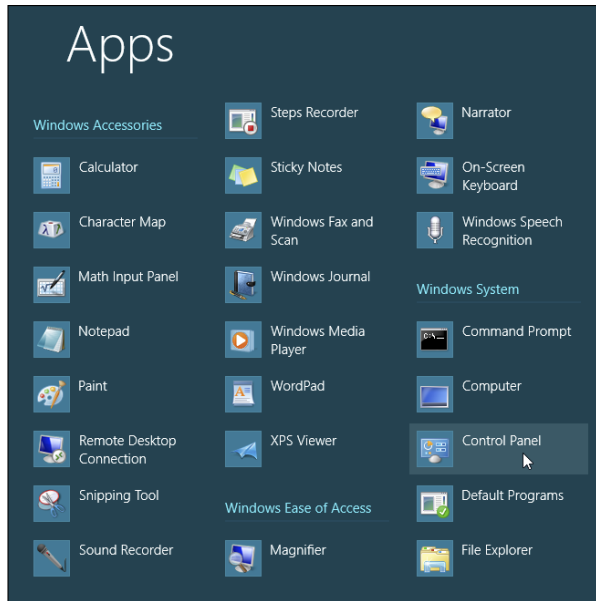 Apps
Windows Accessories
Calculator
Character Map
Math Input Panel
Notepad
Paint
Remote Desktop
Connection
Snipping Tool
Sound Recorder
Steps Recorder
Sticky Notes
Windows Fax and
Scan
Windows Journal
Windows Media
Player
WordPad
XPS Viewer
Windows Ease of Access
Magnifier
Narrator
On-Screen
Keyboard
Windows Speech
Recognition
Windows System
Command Prompt
C:\_
Computer
Control Panel
Default Programs
File Explorer